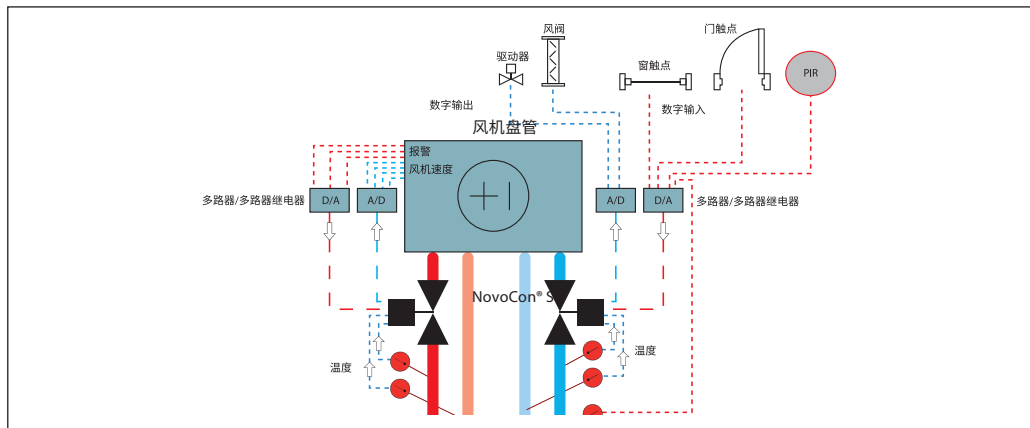 风阀
门触点
驱动器
窗触点
PIR
数字输出
数字输入
风机盘管
报警
风机速度
多路器/多路器继电器
D/A
A/D
A/D
D/A
多路器/多路器继电器
NovoCon® S
温度
温度